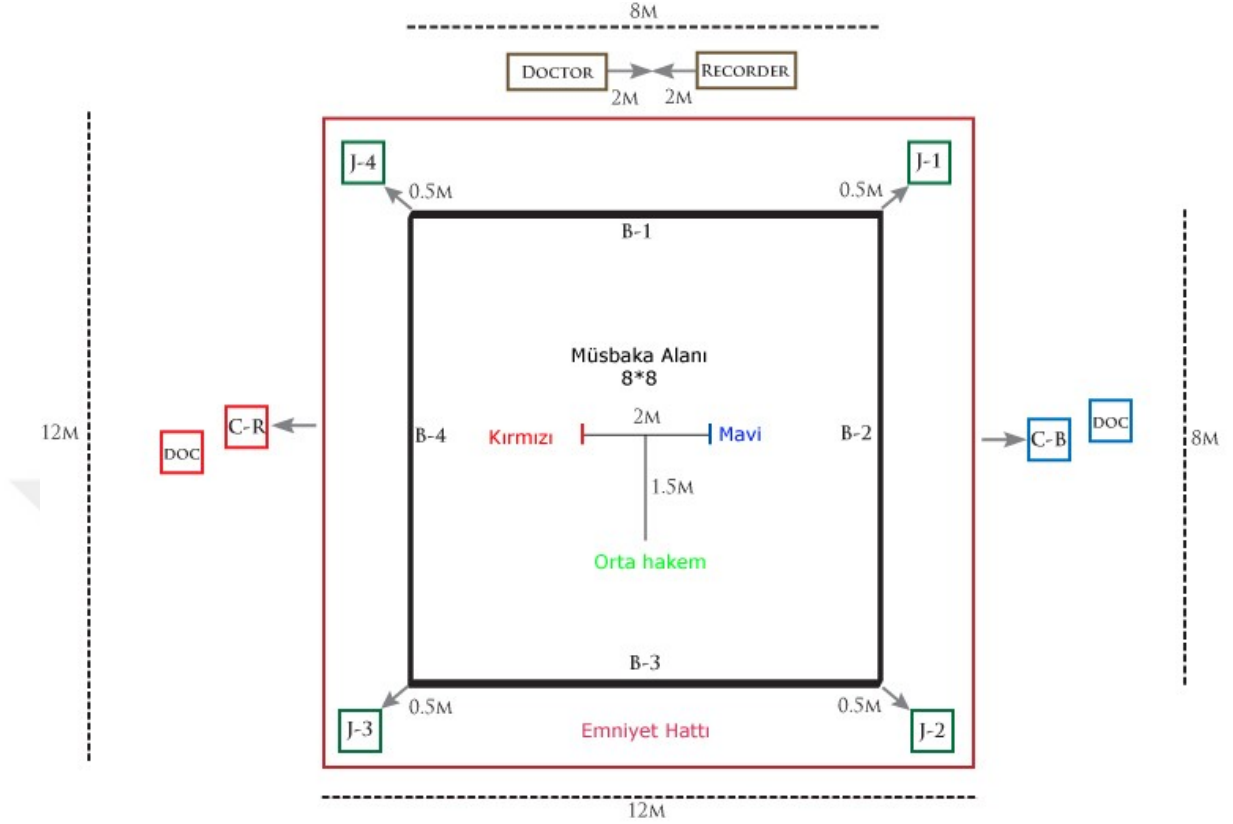 8M
DOCTOR
RECORDER
2M
2M
J-4
J-1
0.5M
0.5M
B-1
Müsbaka Alanı
8*8
2M
12M
C-R
DOC
B-4
Kırmızı
Mavi
B-2
C-B
DOC
8M
1.5M
Orta hakem
B-3
0.5M
0.5M
J-3
Emniyet Hattı
J-2
12M